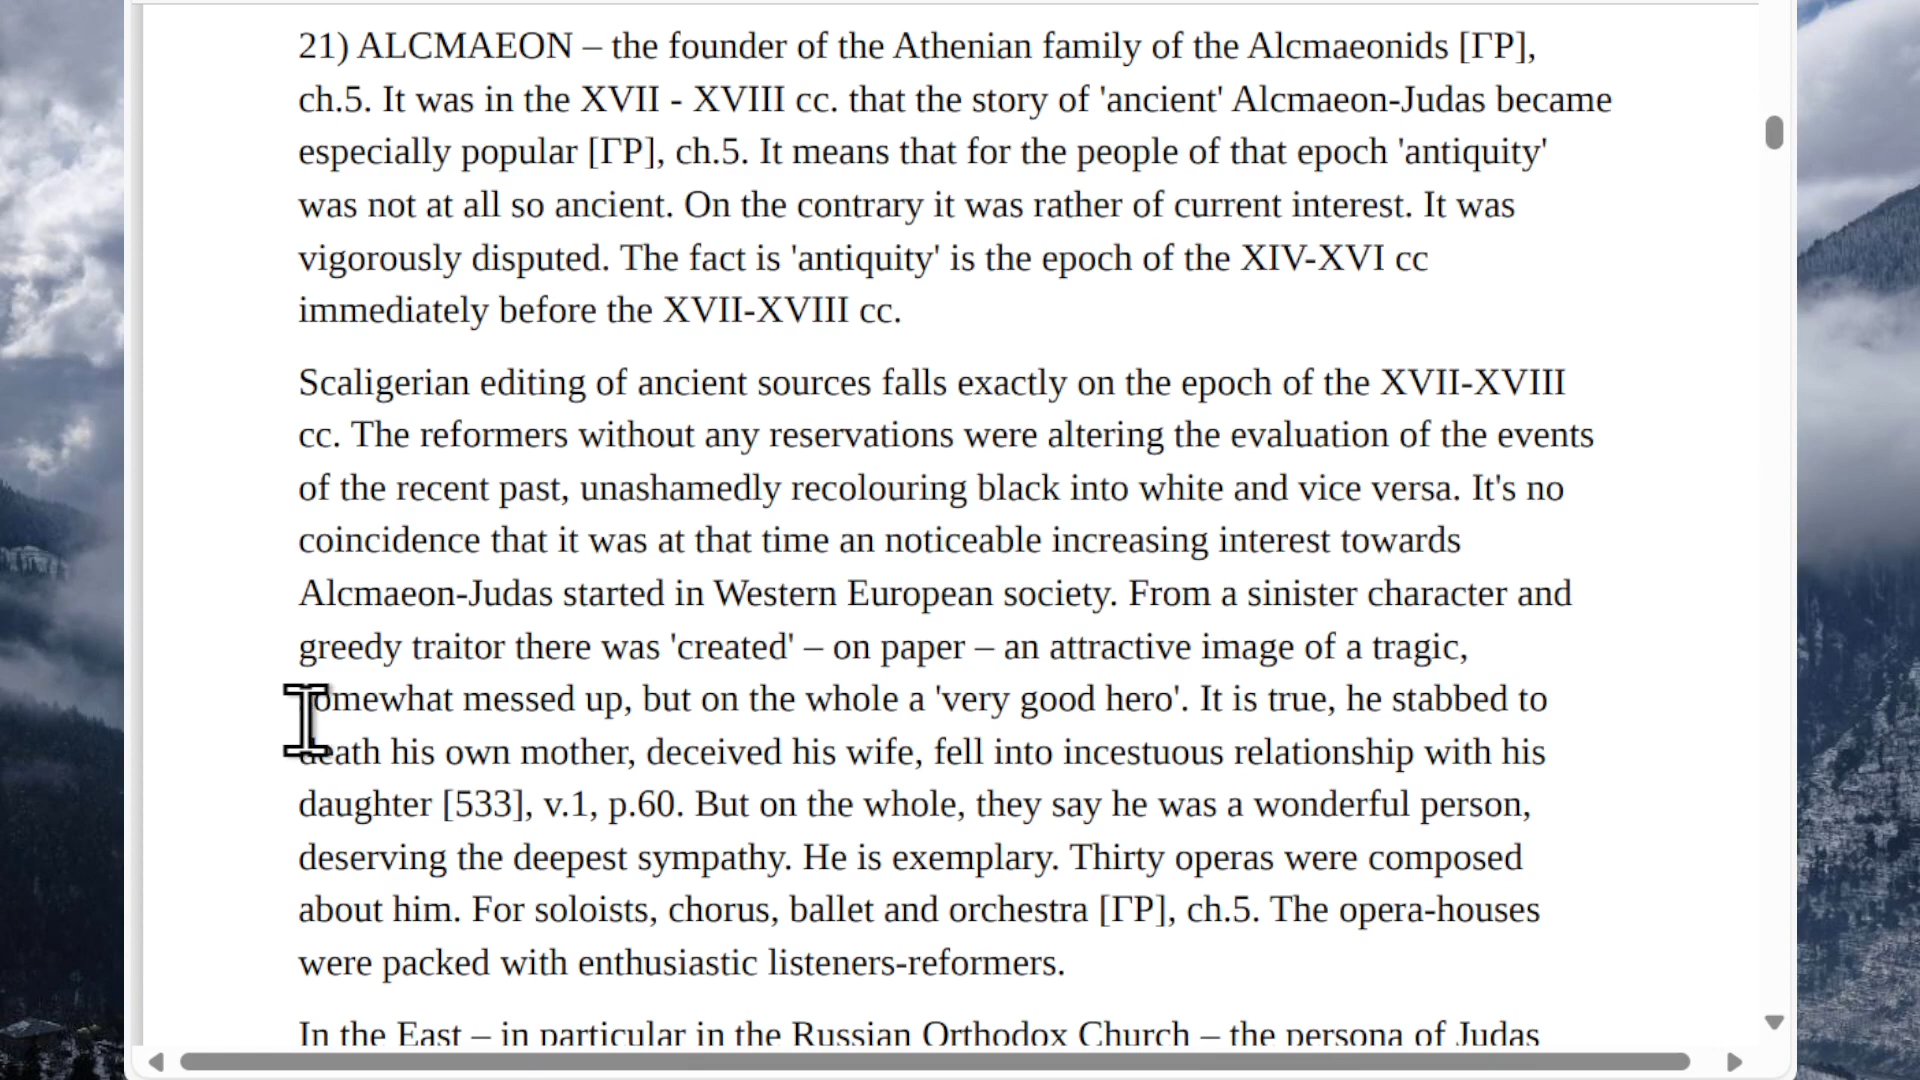 21) ALCMAEON – the founder of the Athenian family of the Alcmaeonids [ГР],
ch.5. It was in the XVII - XVIII cc. that the story of 'ancient' Alcmaeon-Judas became
especially popular [ГР], ch.5. It means that for the people of that epoch 'antiquity'
was not at all so ancient. On the contrary it was rather of current interest. It was
vigorously disputed. The fact is 'antiquity' is the epoch of the XIV-XVI cc
immediately before the XVII-XVIII cc.
Scaligerian editing of ancient sources falls exactly on the epoch of the XVII-XVIII
cc. The reformers without any reservations were altering the evaluation of the events
of the recent past, unashamedly recolouring black into white and vice versa. It's no
coincidence that it was at that time an noticeable increasing interest towards
Alcmaeon-Judas started in Western European society. From a sinister character and
greedy traitor there was 'created' – on paper – an attractive image of a tragic,
somewhat messed up, but on the whole a 'very good hero'. It is true, he stabbed to
death his own mother, deceived his wife, fell into incestuous relationship with his
daughter [533], v.1, p.60. But on the whole, they say he was a wonderful person,
deserving the deepest sympathy. He is exemplary. Thirty operas were composed
about him. For soloists, chorus, ballet and orchestra [ГР], ch.5. The opera-houses
were packed with enthusiastic listeners-reformers.
In the East – in particular in the Russian Orthodox Church – the persona of Judas